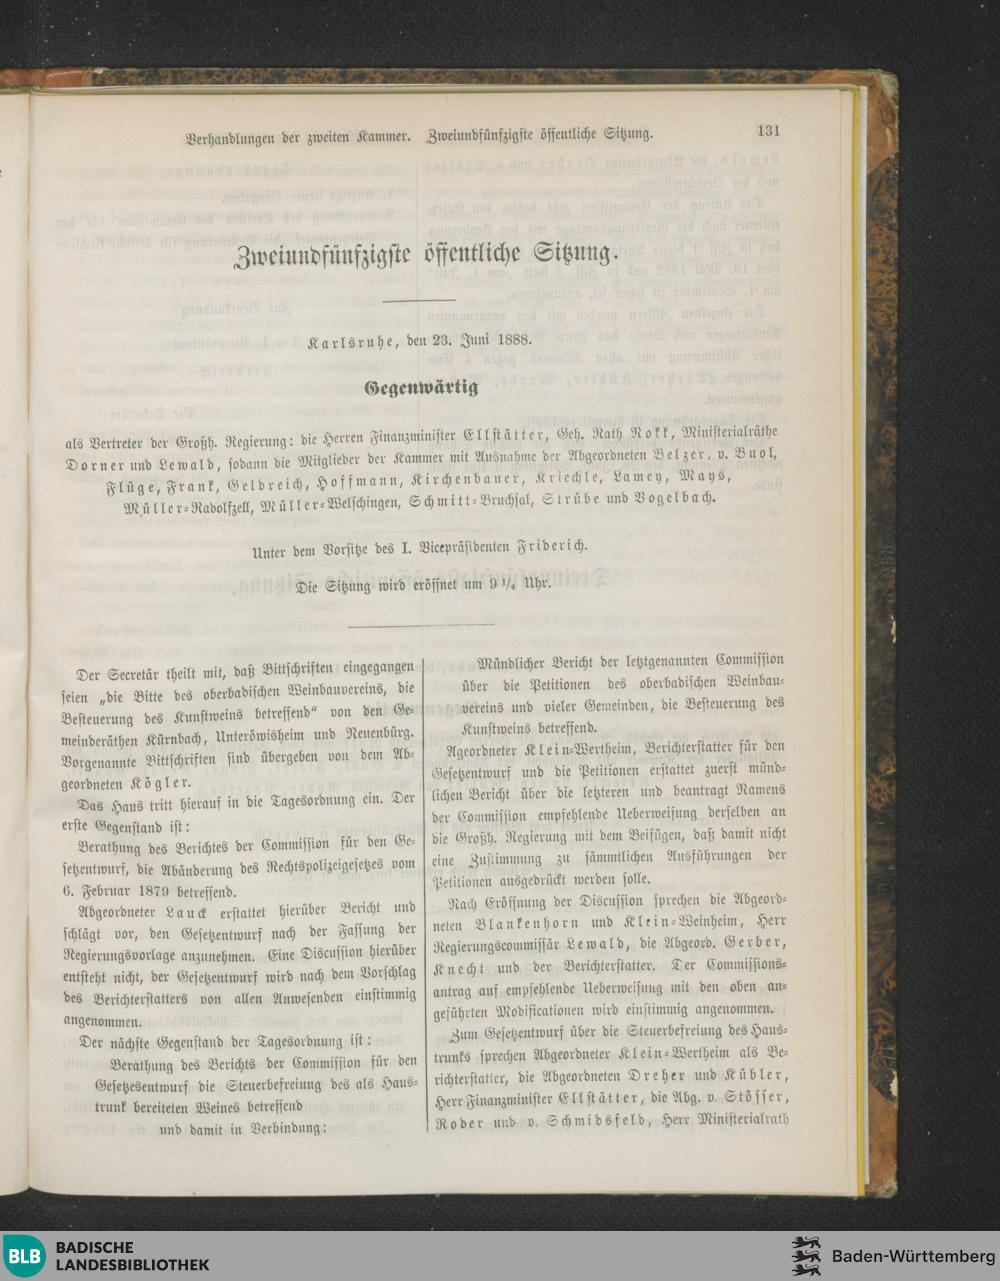 Verhandlungen der zweiten Kammer. Zweiundfünfzigste öffentliche Sitzung.
131
Zweiundfünfzigste öffentliche Sitzung.
Karlsruhe, den 23. Juni 1888.
Gegenwärtig
als Vertreter der Großh. Regierung: die Herren Finanzminister Ellstätter, Geh. Rath Nokk, Ministerialräthe
Dorner und Lewald, sodann die Mitglieder der Kammer mit Ausnahme der Abgeordneten Belzer, v. Buol,
Flüge, Frank, Geldreich, Hoffmann, Kirchenbauer, Kriechle, Lamey, Mays,
Müller-Radolfzell, Müller-Welschingen, Schmitt-Bruchsal, Strübe und Vogelbach.
Unter dem Vorsitze des I. Vicepräsidenten Friderich.
Die Sitzung wird eröffnet um 9 1/4 Uhr.
Der Secretär theilt mit, daß Bittschriften eingegangen
seien „die Bitte des oberbadischen Weinbauvereins, die
Besteuerung des Kunstweins betreffend“ von den Ge-
meinderäthen Kürnbach, Unteröwisheim und Neuenbürg.
Vorgenannte Bittschriften sind übergeben von dem Ab-
geordneten Kögler.
Das Haus tritt hierauf in die Tagesordnung ein. Der
erste Gegenstand ist:
Berathung des Berichtes der Commission für den Ge-
setzentwurf, die Abänderung des Rechtspolizeigesetzes vom
6. Februar 1879 betreffend.
Abgeordneter Lauck erstattet hierüber Bericht und
schlägt vor, den Gesetzentwurf nach der Fassung der
Regierungsvorlage anzunehmen. Eine Discussion hierüber
entsteht nicht, der Gesetzentwurf wird nach dem Vorschlag
des Berichterstatters von allen Anwesenden einstimmig
angenommen.
Der nächste Gegenstand der Tagesordnung ist:
Berathung des Berichts der Commission für den
Gesetzesentwurf die Steuerbefreiung des als Haus-
trunk bereiteten Weines betreffend
und damit in Verbindung:
Mündlicher Bericht der letztgenannten Commission
über die Petitionen des oberbadischen Weinbau-
vereins und vieler Gemeinden, die Besteuerung des
Kunstweins betreffend.
Ageordneter Klein-Wertheim, Berichterstatter für den
Gesetzentwurf und die Petitionen erstattet zuerst münd-
lichen Bericht über die letzteren und beantragt Namens
der Commission empfehlende Ueberweisung derselben an
die Großh. Regierung mit dem Beifügen, daß damit nicht
eine Zustimmung zu sämmtlichen Ausführungen der
Petitionen ausgedrückt werden solle.
Nach Eröffnung der Discussion sprechen die Abgeord-
neten Blankenhorn und Klein-Weinheim, Herr
Regierungscommissär Lewald, die Abgeord. Gerber,
Knecht und der Berichterstatter. Der Commissions-
antrag auf empfehlende Ueberweisung mit den oben an-
geführten Modificationen wird einstimmig angenommen.
Zum Gesetzentwurf über die Steuerbefreiung des Haus-
trunks sprechen Abgeordneter Klein-Wertheim als Be-
richterstatter, die Abgeordneten Dreher und Kübler,
Herr Finanzminister Ellstätter, die Abg. v. Stösser,
Roder und v. Schmidsfeld, Herr Ministerialrath
BLB
BADISCHE
LANDESBIBLIOTHEK
Baden-Württemberg